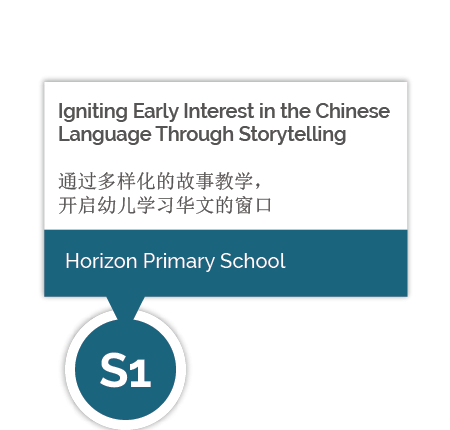 Igniting Early Interest in the Chinese
Language Through Storytelling
通过多样化的故事教学，
开启幼儿学习华文的窗口
Horizon Primary School
S1